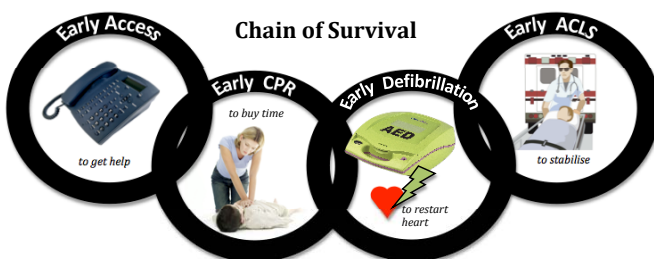 Chain of Survival
Early Access
to get help
Early CPR
to buy time
Early Defibrillation
AED
to restart
heart
Early ACLS
to stabilise